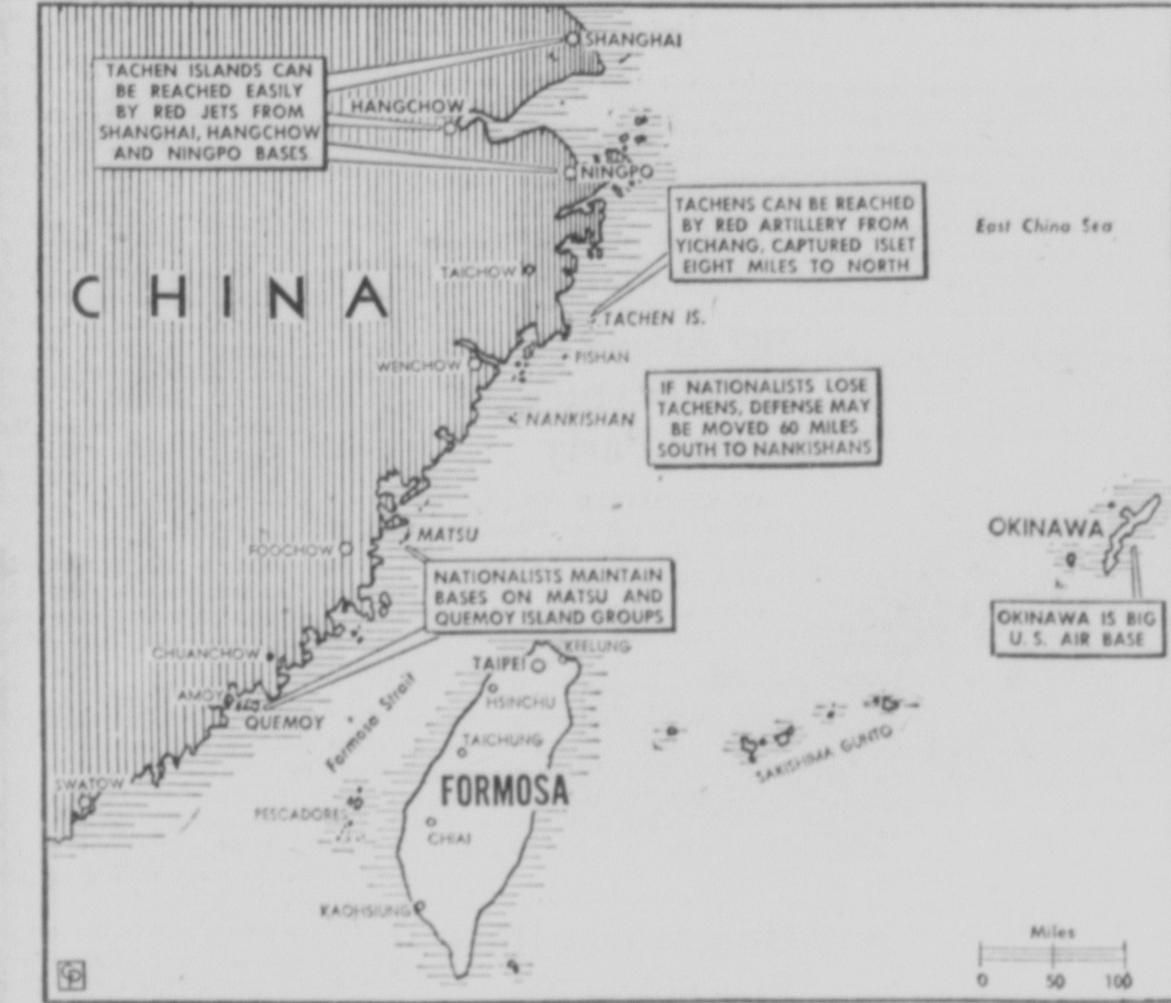 SHANGHAI
TACHEN ISLANDS CAN
BE REACHED EASILY
BY RED JETS FROM
SHANGHAI, HANGCHOW
AND NINGPO BASES
HANGCHOW
NINGPO
TACHENS CAN BE REACHED
BY RED ARTILLERY FROM
YICHANG, CAPTURED ISLET
EIGHT MILES TO NORTH
East China Sea
TAICHOW
CHINA
TACHEN IS.
PISHAN
WENCHOW
IF NATIONALISTS LOSE
TACHENS, DEFENSE MAY
BE MOVED 60 MILES
SOUTH TO NANKISHANS
NANKISHAN
MATSU
FOOCHOW
OKINAWA
NATIONALISTS MAINTAIN
BASES ON MATSU AND
QUEMOY ISLAND GROUPS
OKINAWA IS BIG
U.S. AIR BASE
CHUANCHOW
KEELUNG
TAIPEI
AMOY
QUEMOY
HSINCHU
Formosa Strait
TAICHUNG
SAKISHIMA GUNTO
SWATOW
FORMOSA
PESCADORES
CHIAI
KAOHSIUNG
Miles
0 50 100
CP